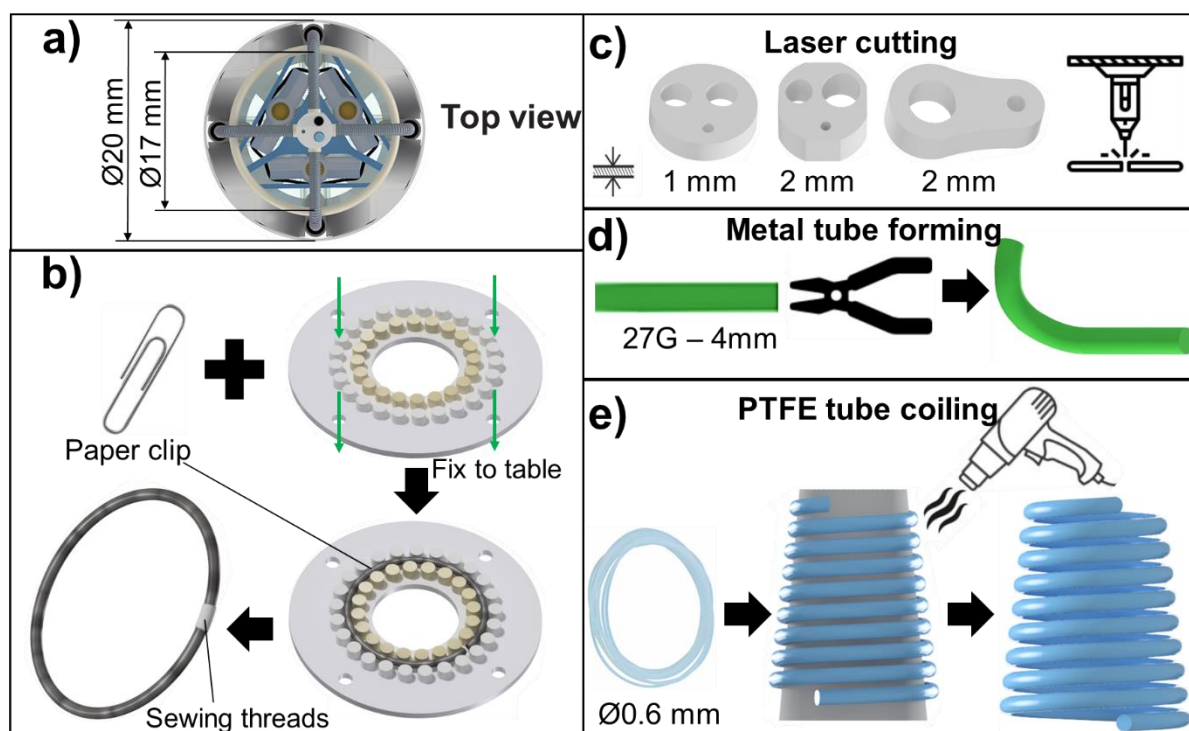 a)
Ø20 mm
Ø17 mm
Top view
b)
Paper clip
Fix to table
Sewing threads
c)
Laser cutting
1 mm
2 mm
2 mm
d)
Metal tube forming
27G – 4mm
e)
PTFE tube coiling
Ø0.6 mm